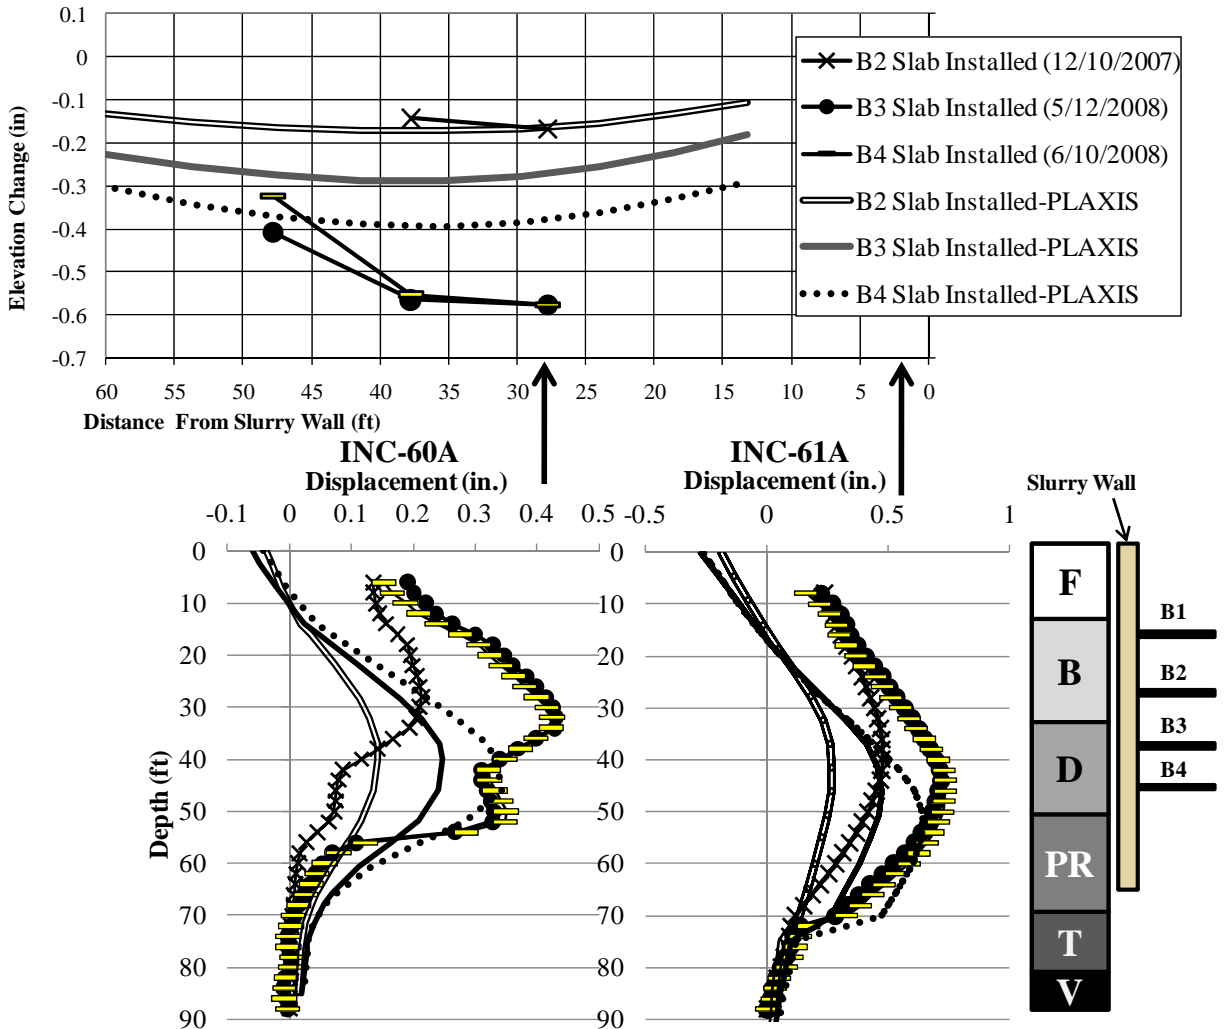 0.1
0
-0.1
-0.2
-0.3
-0.4
-0.5
-0.6
-0.7
Elevation Change (in)
B2 Slab Installed (12/10/2007)
B3 Slab Installed (5/12/2008)
B4 Slab Installed (6/10/2008)
B2 Slab Installed-PLAXIS
B3 Slab Installed-PLAXIS
B4 Slab Installed-PLAXIS
60 55 50 45 40 35 30 25 20 15 10 5 0
Distance From Slurry Wall (ft)
INC-60A
Displacement (in.)
-0.1 0 0.1 0.2 0.3 0.4 0.5
0
10
20
30
40
50
60
70
80
90
Depth (ft)
INC-61A
Displacement (in.)
-0.5 0 0.5 1
0
10
20
30
40
50
60
70
80
90
Slurry Wall
F
B
D
PR
T
V
B1
B2
B3
B4